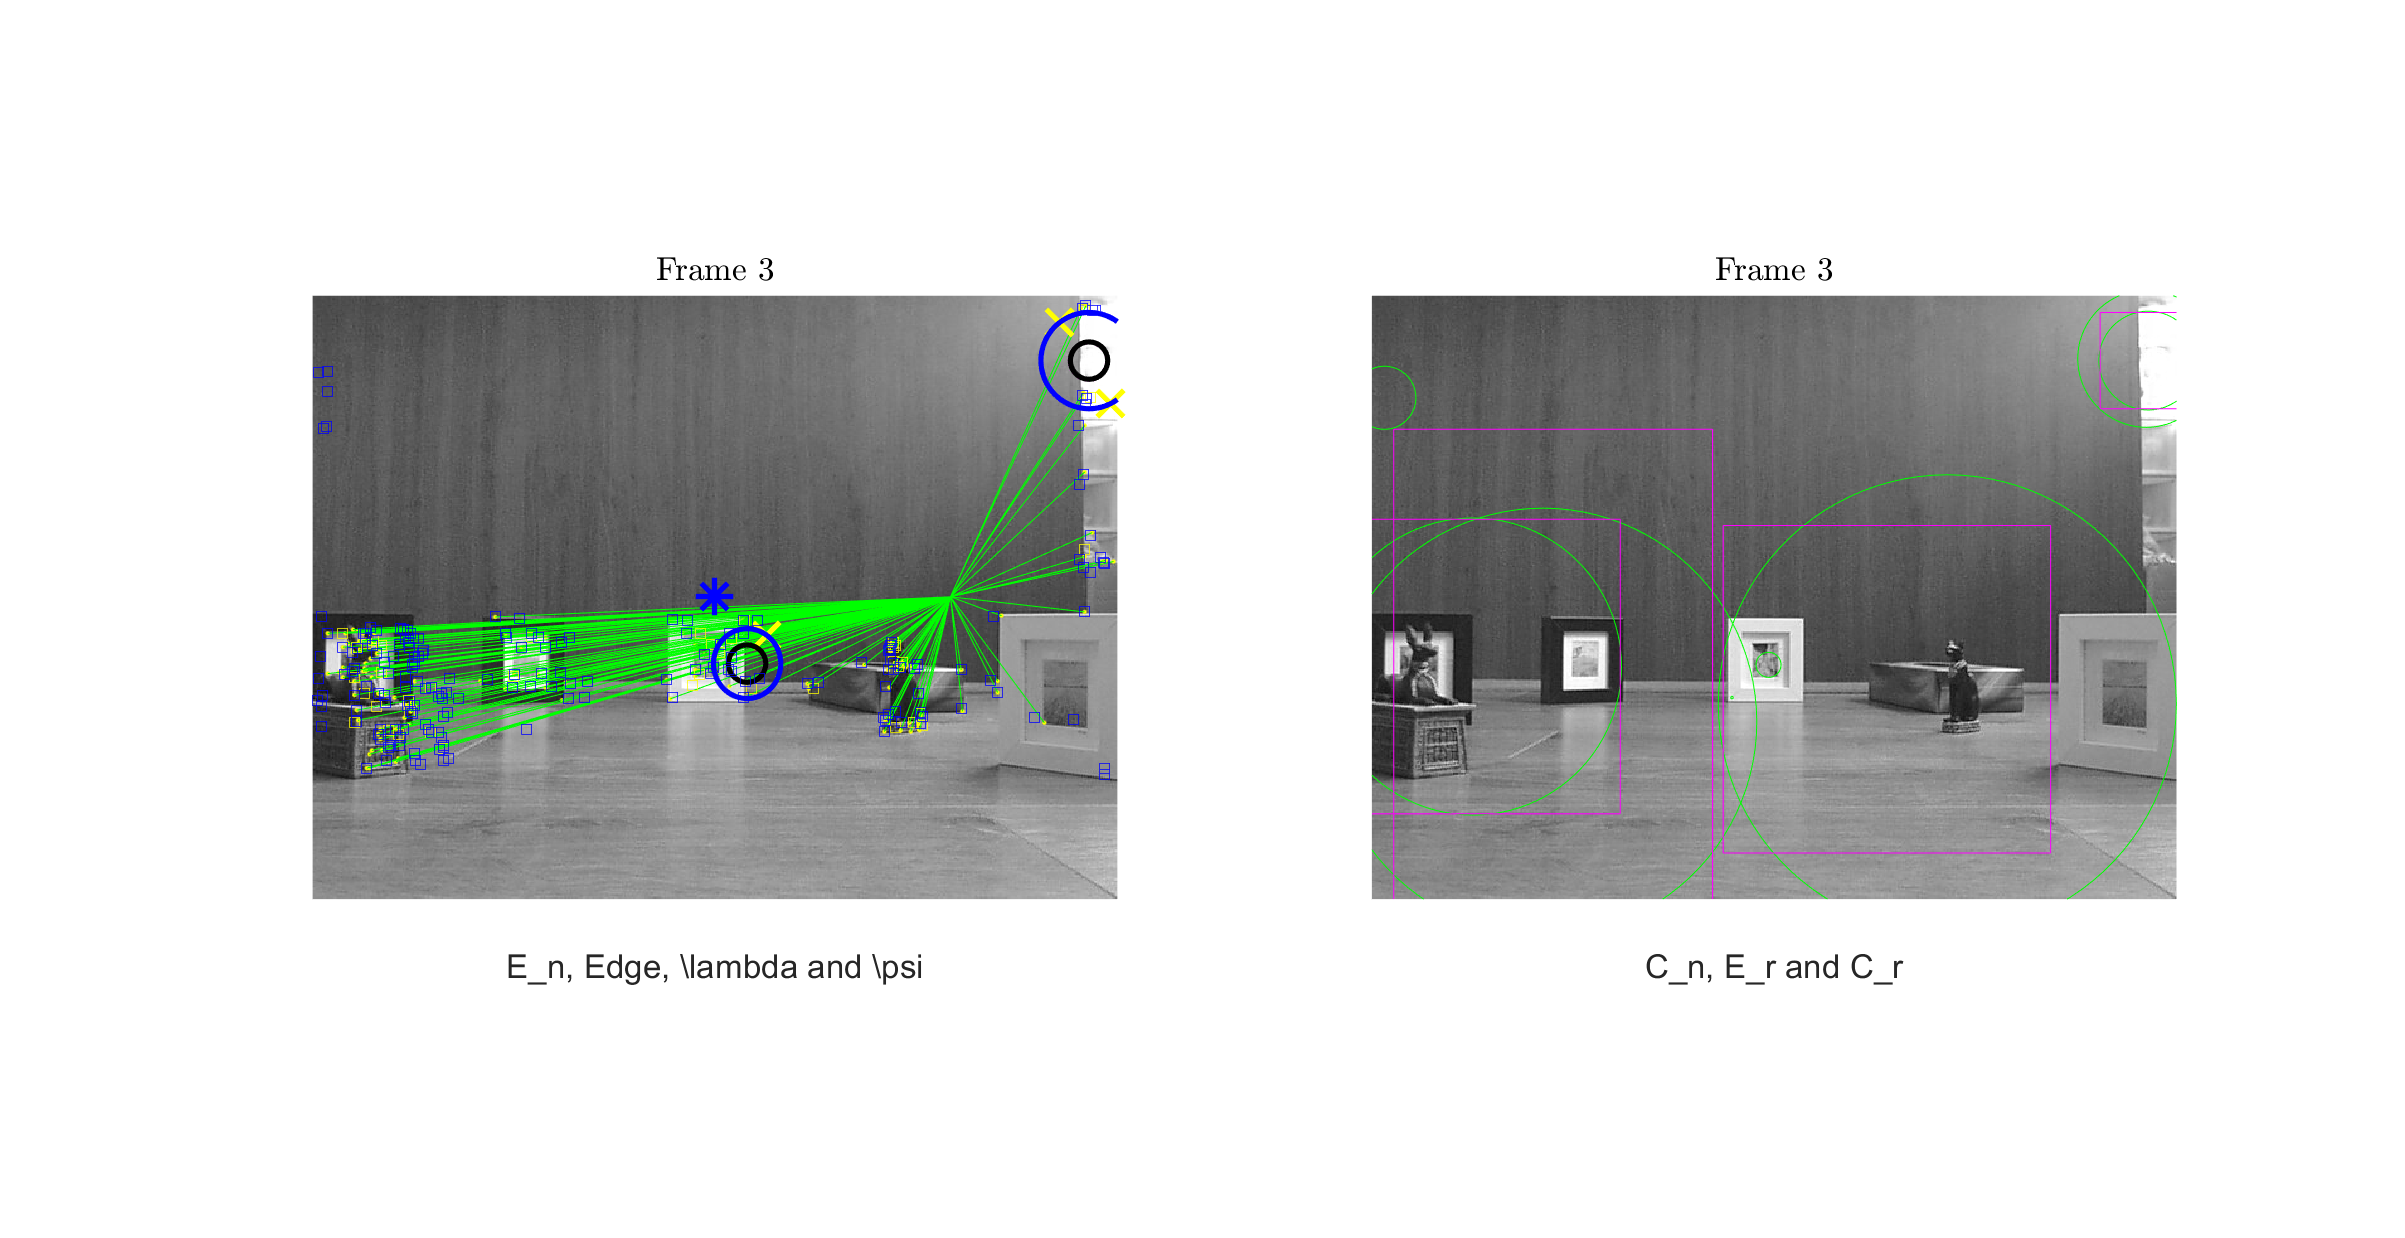 Frame 3
Frame 3
E_n, Edge, \lambda and \psi
C_n, E_r and C_r